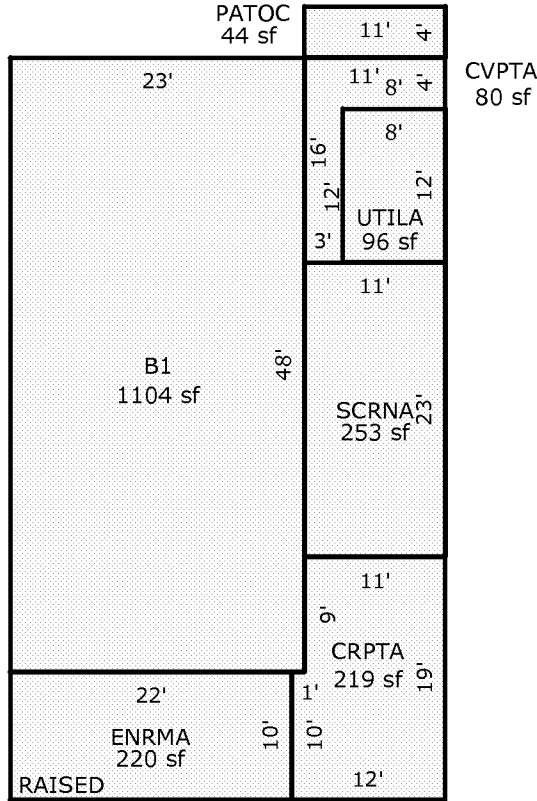 PATOC
44 sf
11'
4'
23'
11'
8'
4'
CVPTA
80 sf
16'
12'
3'
8'
12'
UTILA
96 sf
11'
B1
1104 sf
48'
SCRNA
253 sf
23'
11'
9'
CRPTA
219 sf
19'
22'
1'
ENRMA
220 sf
10'
10'
RAISED
12'